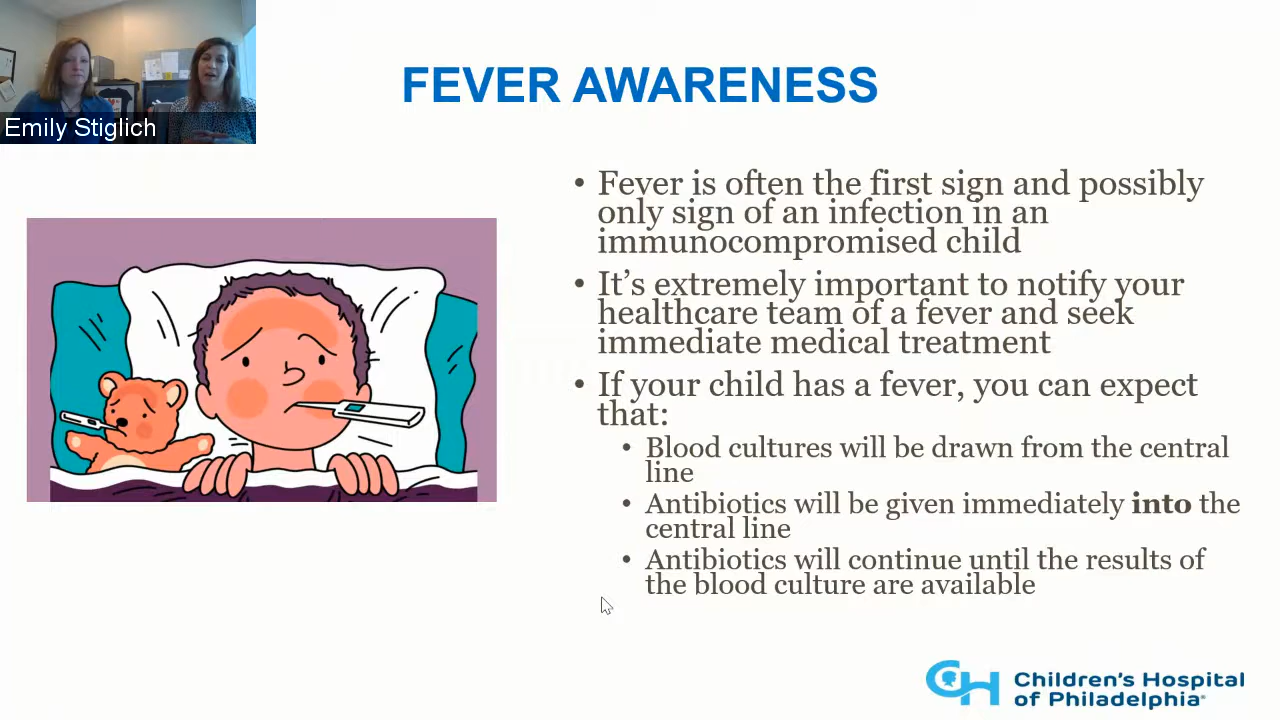 Emily Stiglich
FEVER AWARENESS
• Fever is often the first sign and possibly
only sign of an infection in an
immunocompromised child
• It’s extremely important to notify your
healthcare team of a fever and seek
immediate medical treatment
• If your child has a fever, you can expect
that:
• Blood cultures will be drawn from the central
line
• Antibiotics will be given immediately into the
central line
• Antibiotics will continue until the results of
the blood culture are available
CH Children's Hospital
of Philadelphia®